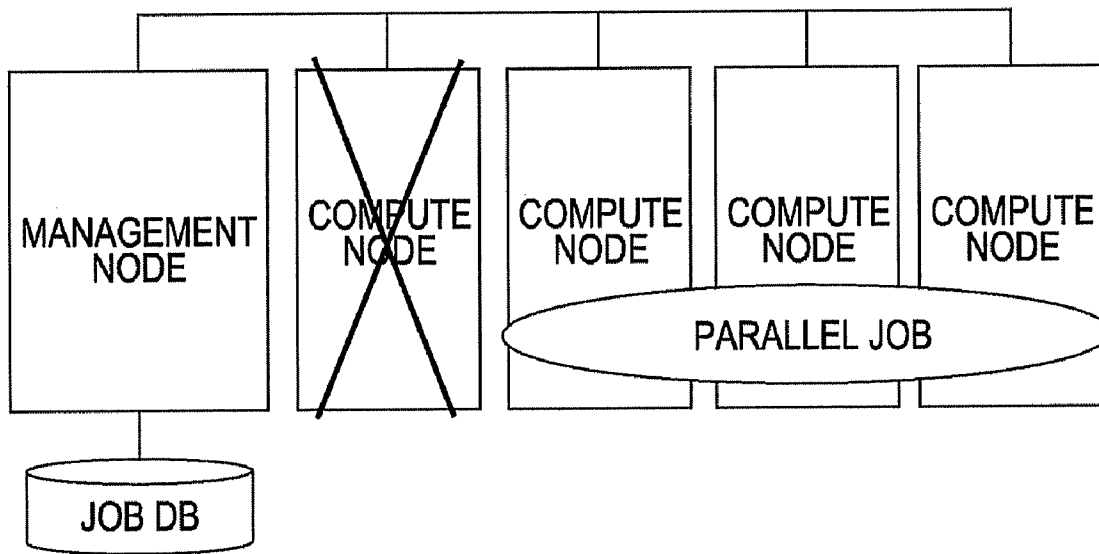 MANAGEMENT
NODE
COMPUTE
NODE
COMPUTE
NODE
COMPUTE
NODE
COMPUTE
NODE
PARALLEL JOB
JOB DB